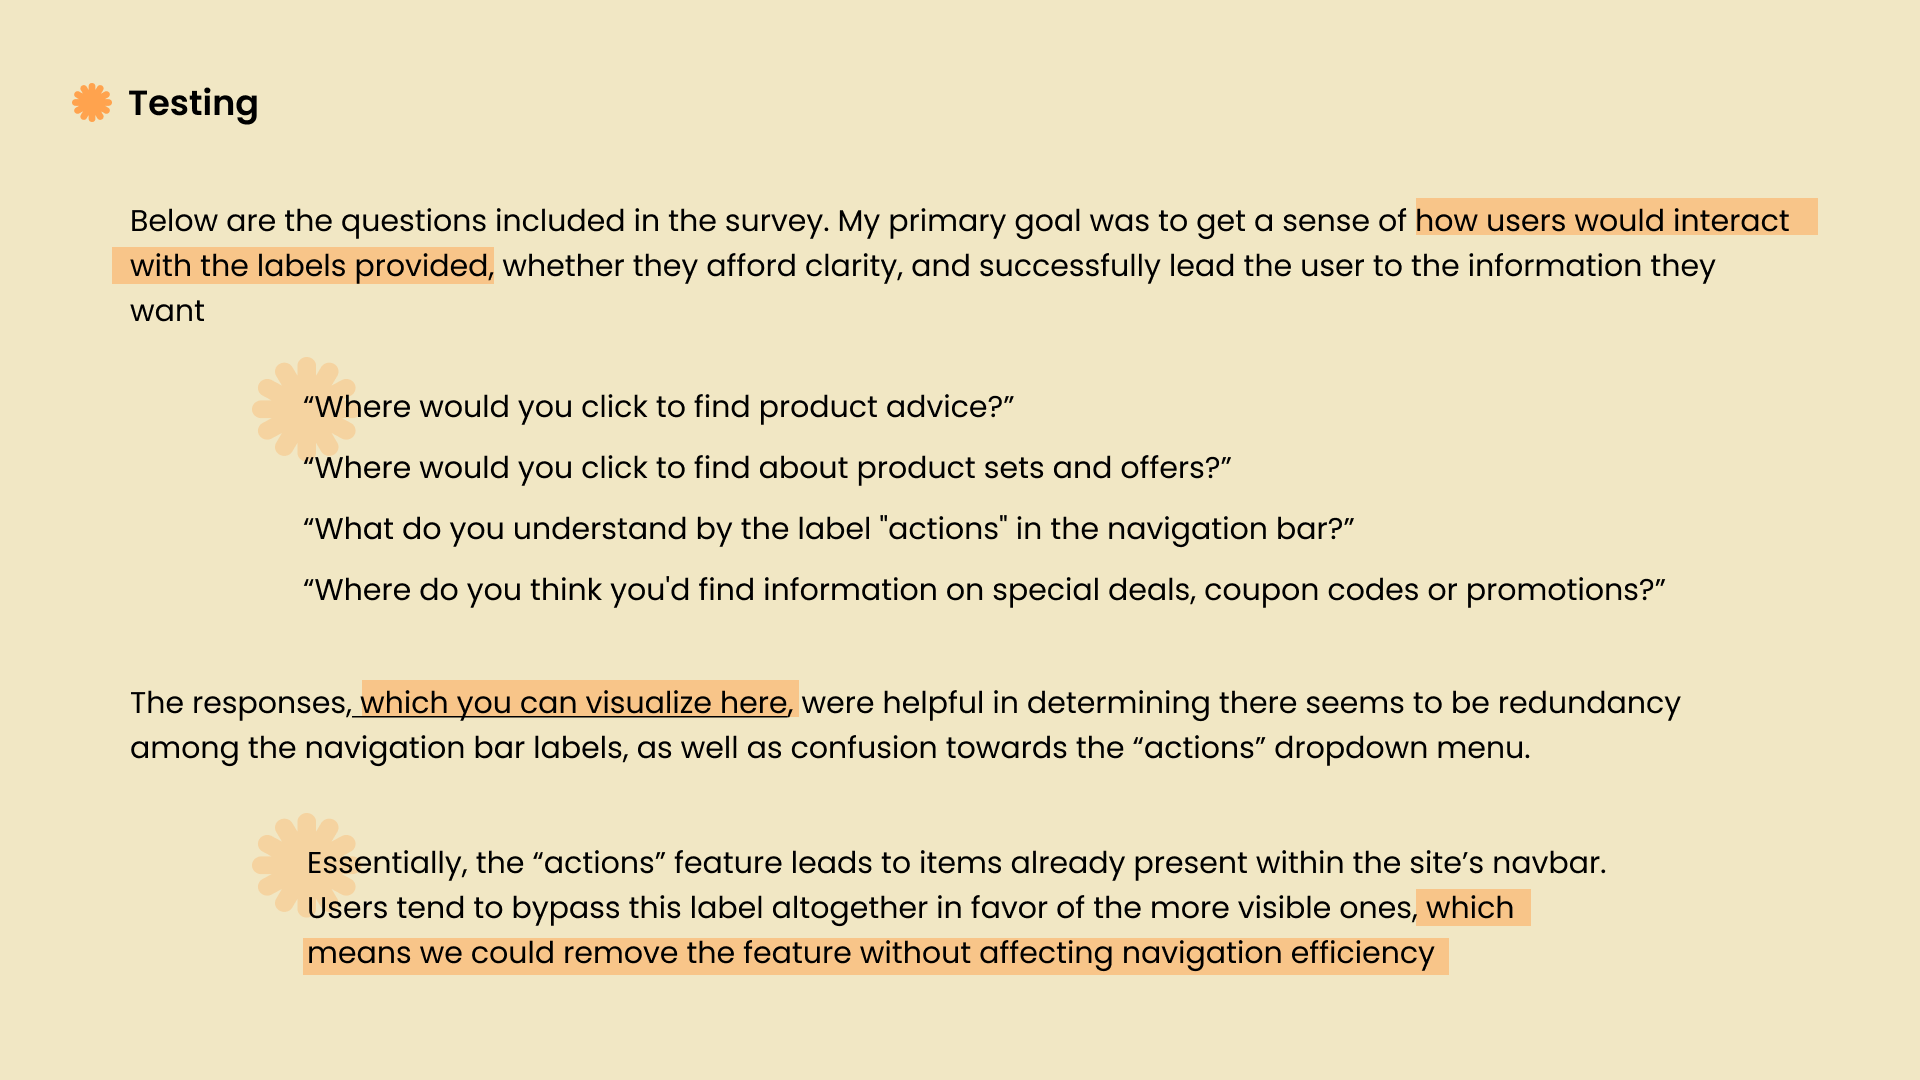 Testing
Below are the questions included in the survey. My primary goal was to get a sense of how users would interact
with the labels provided, whether they afford clarity, and successfully lead the user to the information they
want
“Where would you click to find product advice?”
“Where would you click to find about product sets and offers?”
“What do you understand by the label "actions" in the navigation bar?”
“Where do you think you'd find information on special deals, coupon codes or promotions?”
The responses, which you can visualize here, were helpful in determining there seems to be redundancy
among the navigation bar labels, as well as confusion towards the “actions” dropdown menu.
Essentially, the “actions” feature leads to items already present within the site’s navbar.
Users tend to bypass this label altogether in favor of the more visible ones, which
means we could remove the feature without affecting navigation efficiency